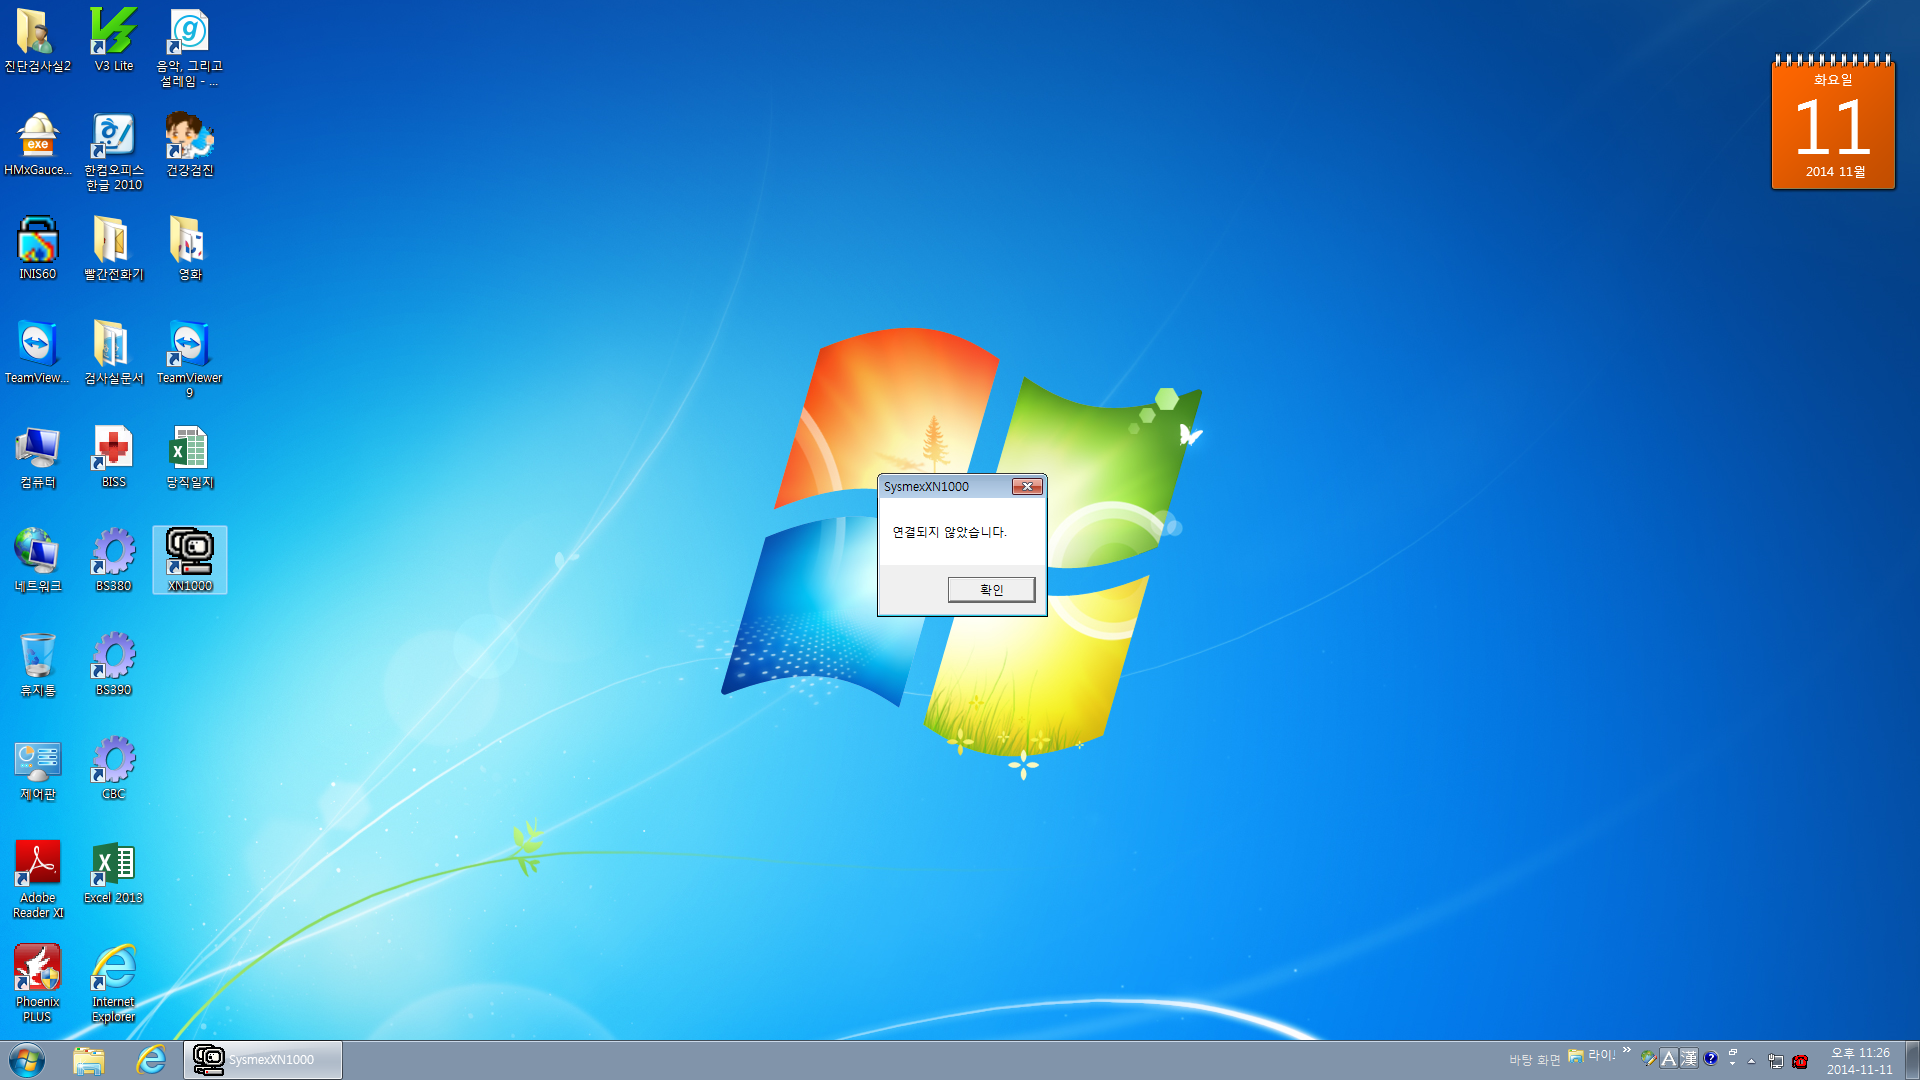 진단검사실2
V3 Lite
음악, 그리고
설레임 - ...
HMxGauce...
exe
한컴오피스
한글 2010
건강검진
INIS60
빨간전화기
영화
TeamView...
검사실문서
TeamViewer
9
컴퓨터
BISS
당직일지
네트워크
BS380
XN1000
휴지통
BS390
제어판
CBC
Adobe
Reader XI
Excel 2013
Phoenix
PLUS
Internet
Explorer
화요일
11
2014 11월
SysmexXN1000
연결되지 않았습니다.
확인
SysmexXN1000
바탕 화면
라이!
A 漢
오후 11:26
2014-11-11